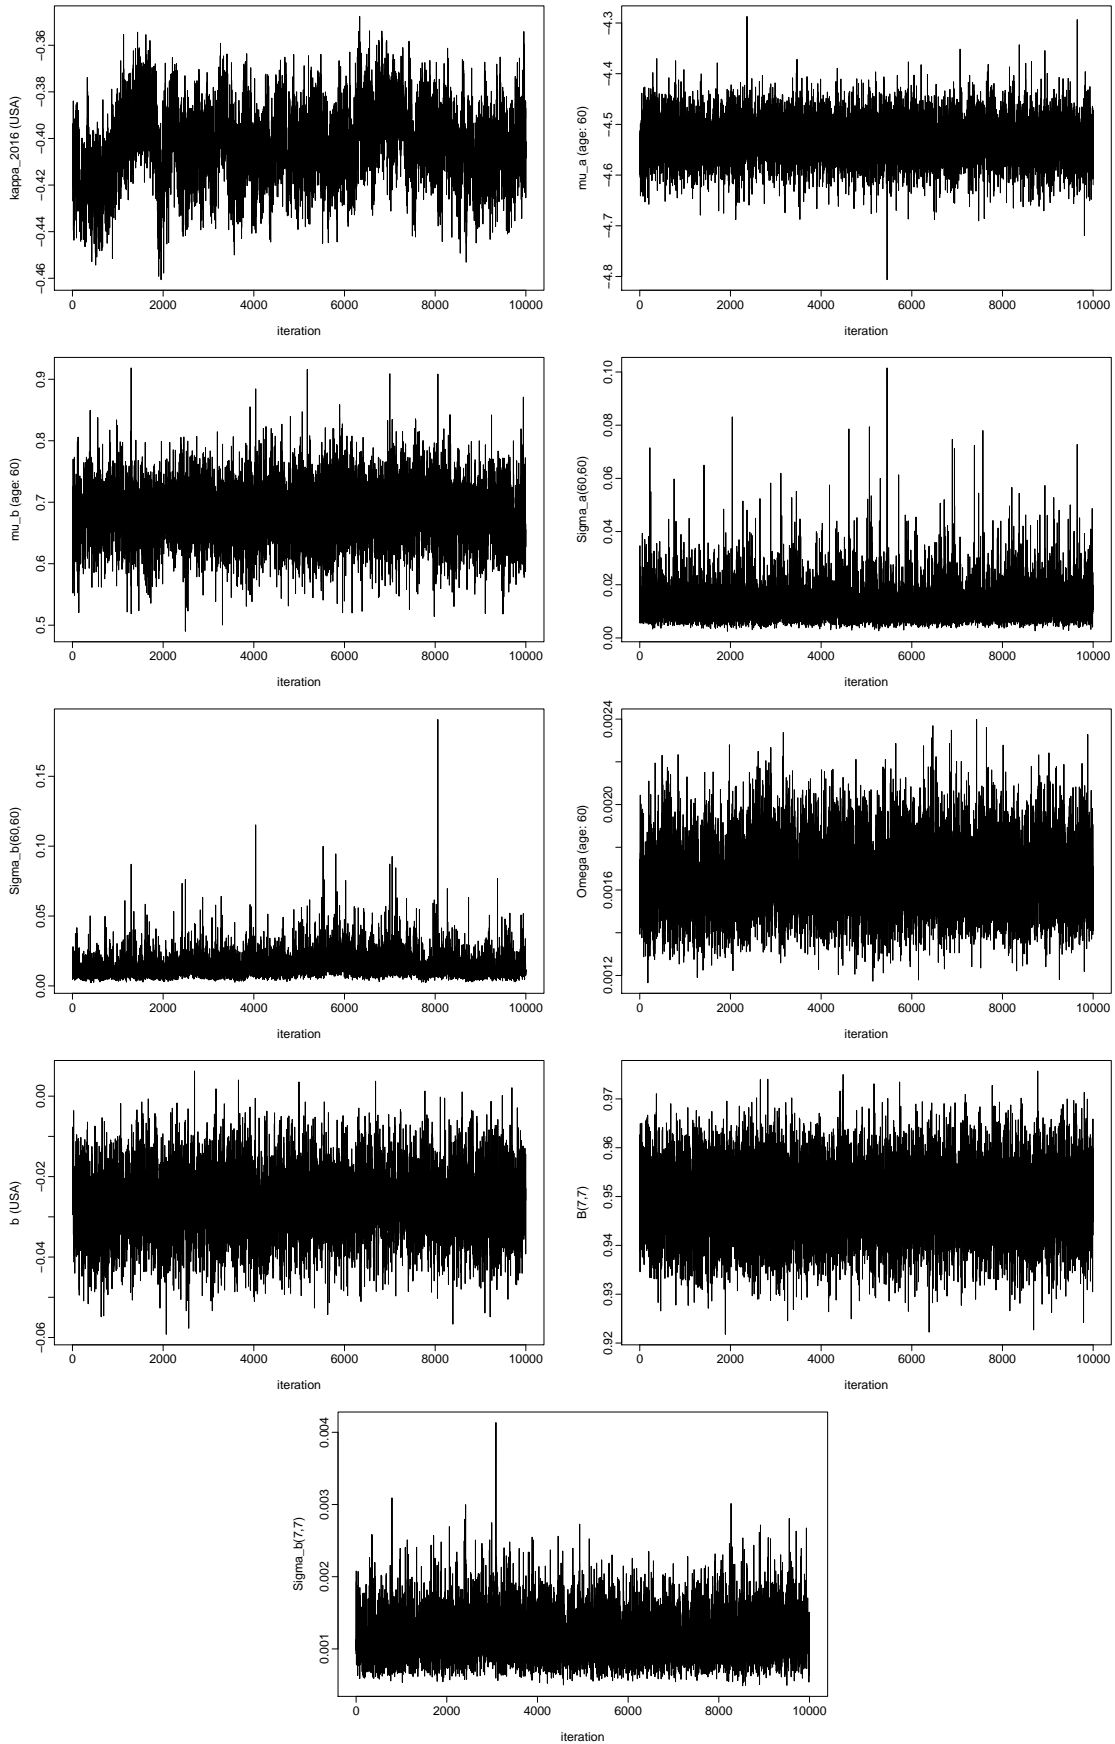 kappa_2016 (USA)
−0.36
−0.38
−0.40
−0.42
−0.44
−0.46
0 2000 4000 6000 8000 10000
iteration
mu_a (age: 60)
−4.3
−4.4
−4.5
−4.6
−4.7
−4.8
0 2000 4000 6000 8000 10000
iteration
mu_b (age: 60)
0.9
0.8
0.7
0.6
0.5
0 2000 4000 6000 8000 10000
iteration
Sigma_a(60,60)
0.10
0.08
0.06
0.04
0.02
0.00
0 2000 4000 6000 8000 10000
iteration
Sigma_b(60,60)
0.15
0.10
0.05
0.00
0 2000 4000 6000 8000 10000
iteration
Omega (age: 60)
0.0024
0.0020
0.0016
0.0012
0 2000 4000 6000 8000 10000
iteration
b (USA)
0.00
−0.02
−0.04
−0.06
0 2000 4000 6000 8000 10000
iteration
B(7,7)
0.97
0.96
0.95
0.94
0.93
0.92
0 2000 4000 6000 8000 10000
iteration
Sigma_b(7,7)
0.004
0.003
0.002
0.001
0 2000 4000 6000 8000 10000
iteration